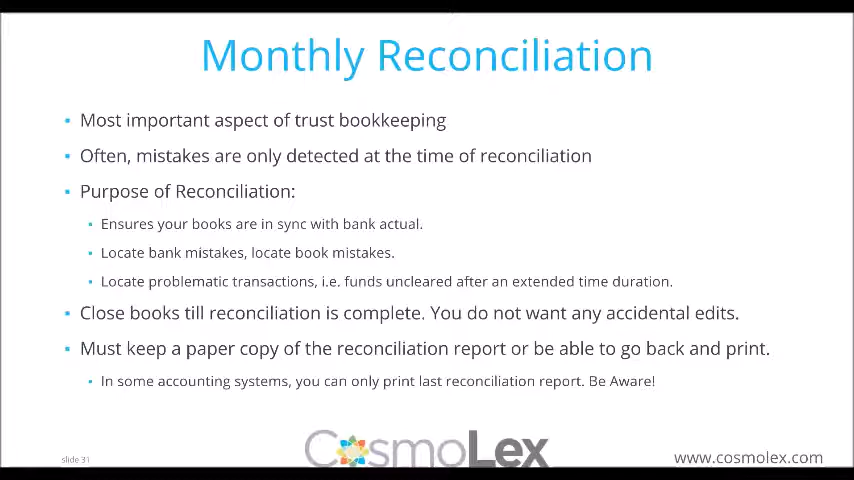 Monthly Reconciliation
Most important aspect of trust bookkeeping
Often, mistakes are only detected at the time of reconciliation
Purpose of Reconciliation:
Ensures your books are in sync with bank actual.
Locate bank mistakes, locate book mistakes.
Locate problematic transactions, i.e. funds uncleared after an extended time duration.
Close books till reconciliation is complete. You do not want any accidental edits.
Must keep a paper copy of the reconciliation report or be able to go back and print.
In some accounting systems, you can only print last reconciliation report. Be Aware!
slide 31
CosmoLex
www.cosmolex.com